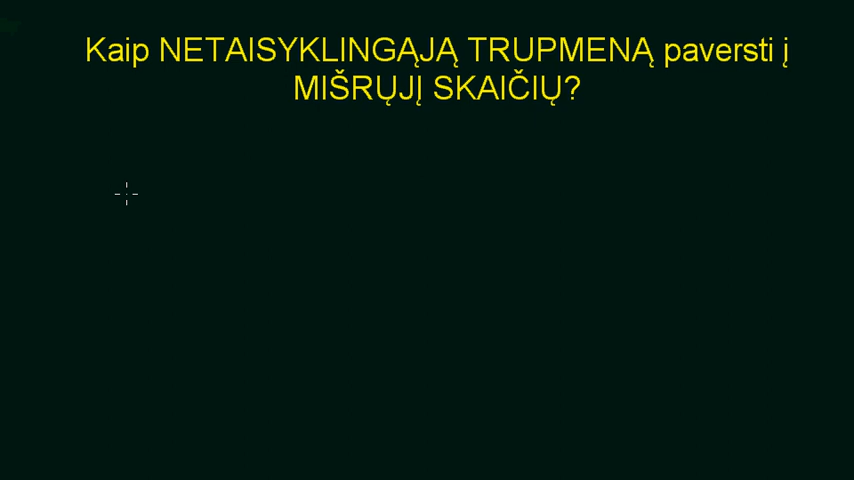 Kaip NETAISYKLINGĄJĄ TRUPMENĄ paversti į
MIŠRŲJĮ SKAIČIŲ?